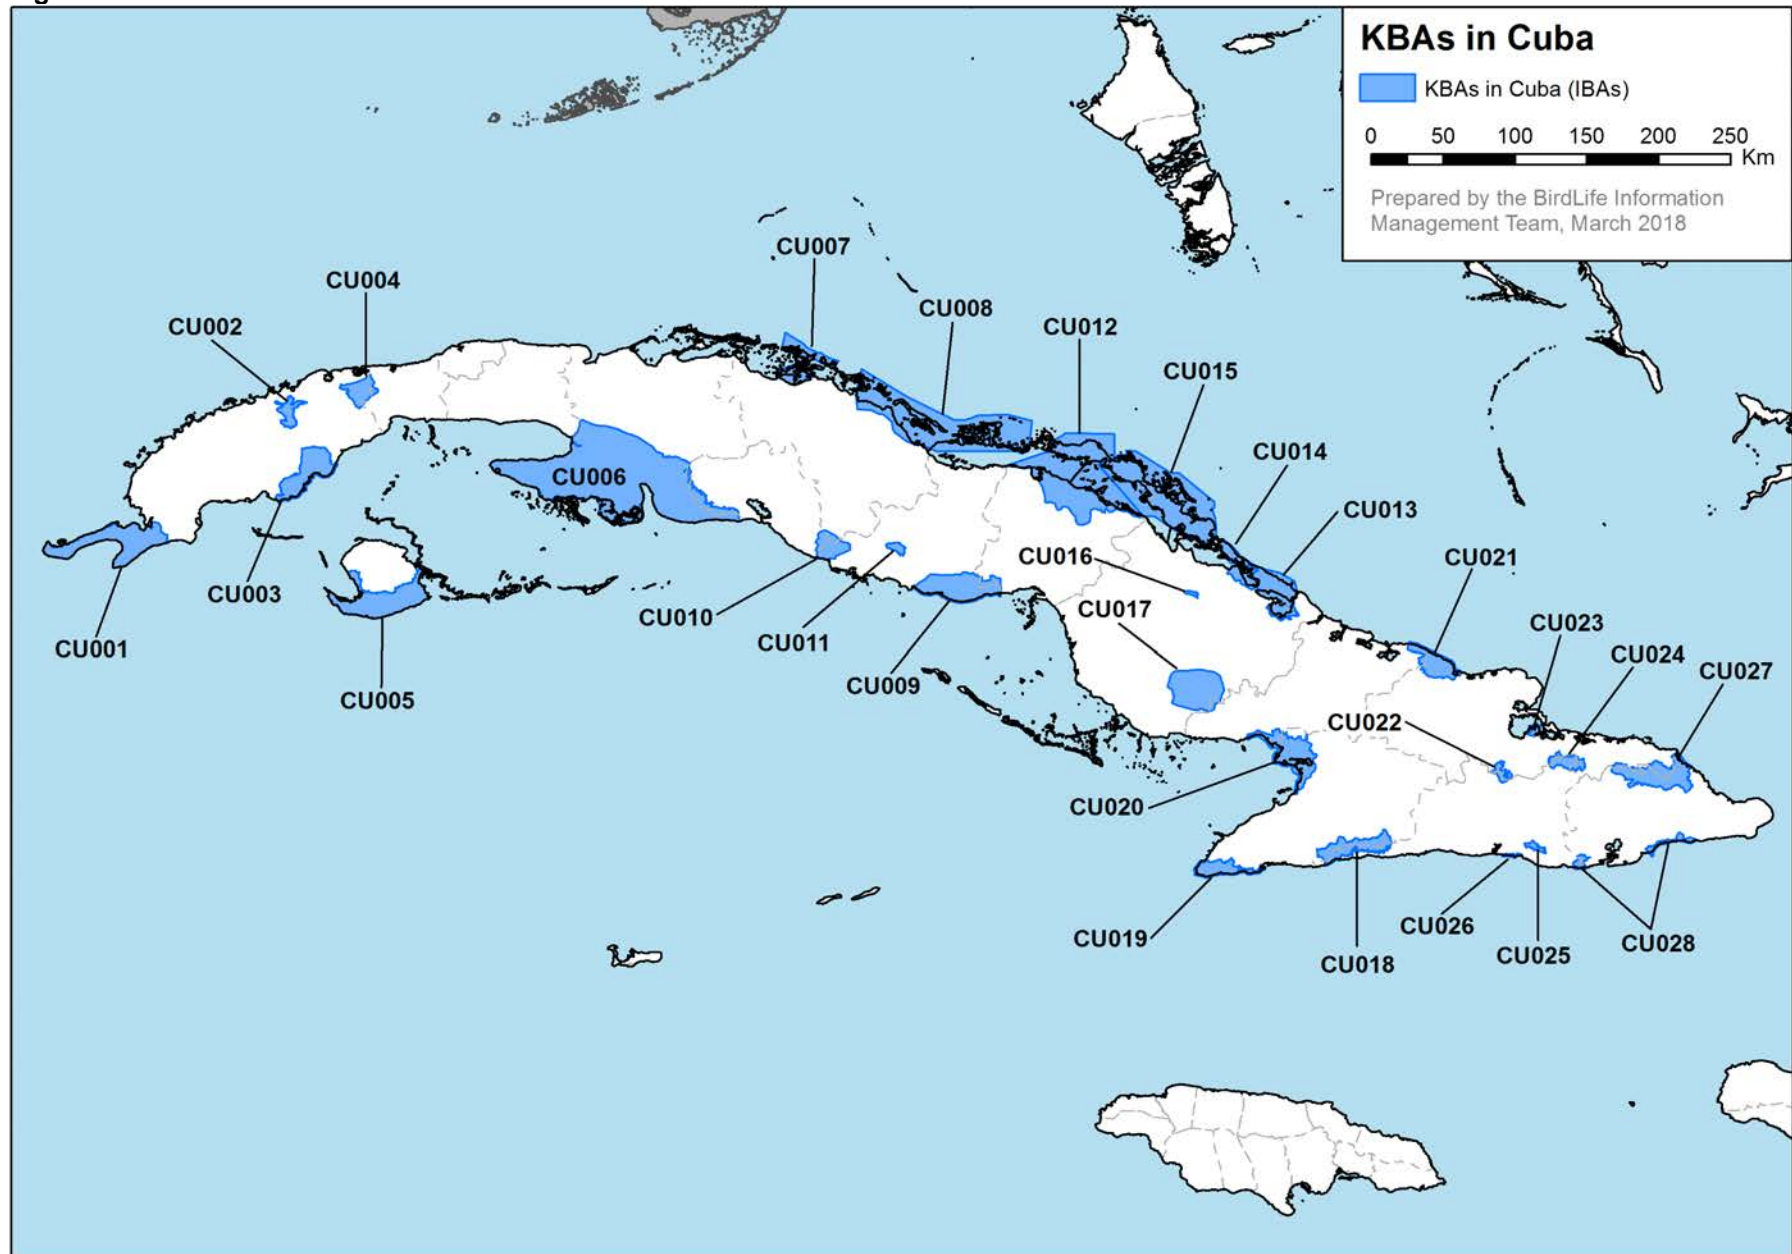 KBAs in Cuba
KBAs in Cuba (IBAs)
0 50 100 150 200 250
Km
Prepared by the BirdLife Information
Management Team, March 2018
CU007
CU004
CU008
CU002
CU012
CU015
CU014
CU006
CU013
CU016
CU021
CU003
CU017
CU010
CU023
CU011
CU001
CU024
CU009
CU027
CU005
CU022
CU020
CU026
CU019
CU028
CU025
CU018